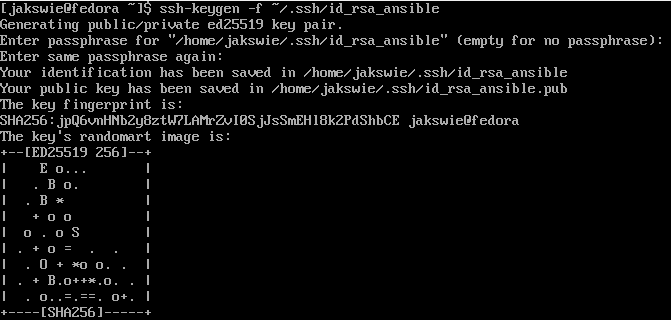 [jakswie@fedora ~]$ ssh-keygen -f ~/.ssh/id_rsa_ansible
Generating public/private ed25519 key pair.
Enter passphrase for "/home/jakswie/.ssh/id_rsa_ansible" (empty for no passphrase):
Enter same passphrase again:
Your identification has been saved in /home/jakswie/.ssh/id_rsa_ansible
Your public key has been saved in /home/jakswie/.ssh/id_rsa_ansible.pub
The key fingerprint is:
SHA256:jpQ6vnHNb2y8ztW7LAMrZvI0SjJsSmEHl8k2PdShbCE jakswie@fedora
The key's randomart image is:
+--[ED25519 256]--+
|    E o...       |
|   . B o.        |
|  . B *          |
|   + o o         |
|  o . o S        |
| . + o =  .  .   |
|  . O + *o o. .  |
| . + B.o++*.o. . |
|  . o..=.==. o+. |
+----[SHA256]-----+